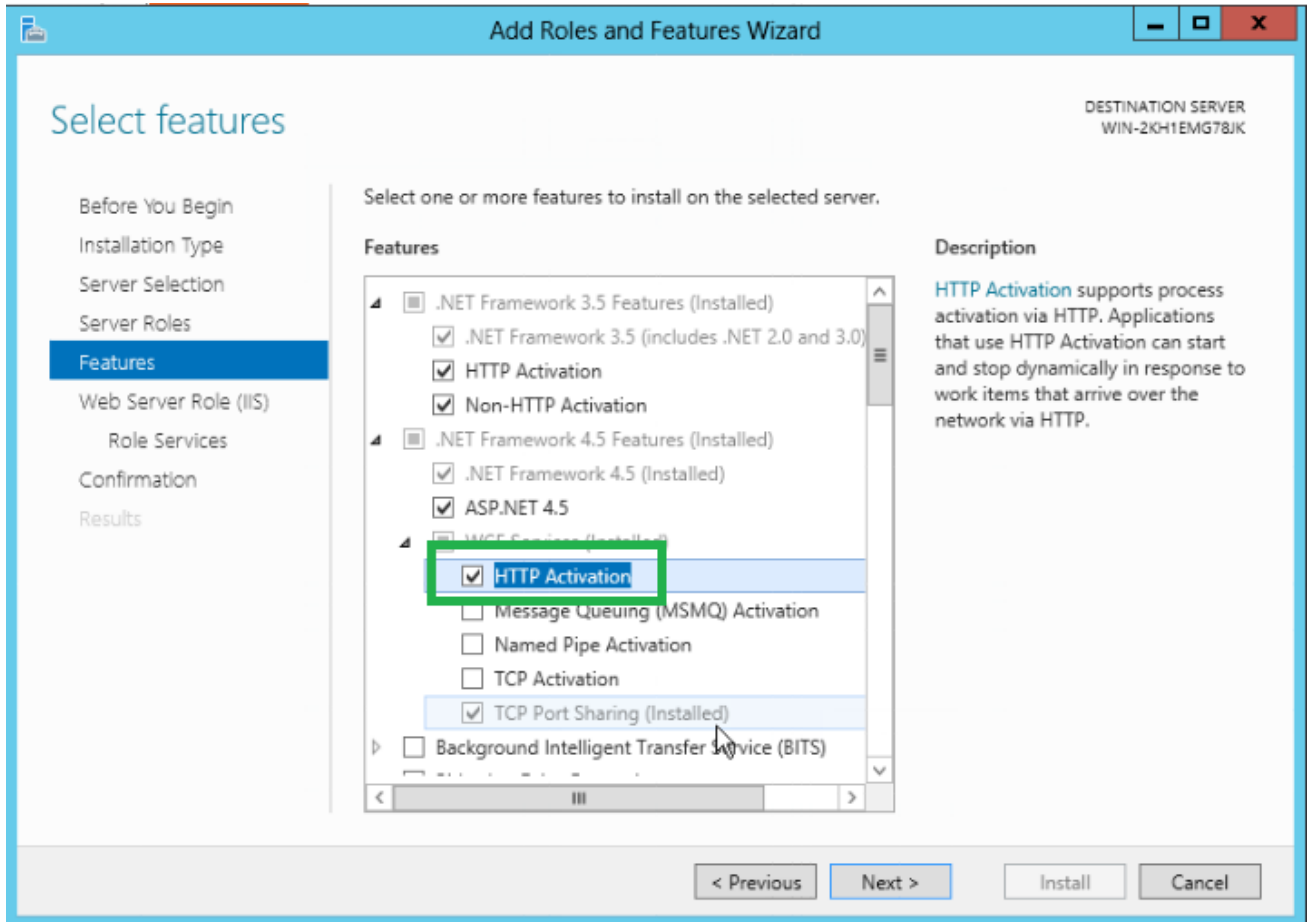 Add Roles and Features Wizard
Select features
DESTINATION SERVER
WIN-2KH1EMG78JK
Before You Begin
Installation Type
Server Selection
Server Roles
Features
Web Server Role (IIS)
Role Services
Confirmation
Results
Select one or more features to install on the selected server.
Features
.NET Framework 3.5 Features (Installed)
.NET Framework 3.5 (includes .NET 2.0 and 3.0)
HTTP Activation
Non-HTTP Activation
.NET Framework 4.5 Features (Installed)
.NET Framework 4.5 (Installed)
ASP.NET 4.5
WCF Services (Installed)
HTTP Activation
Message Queuing (MSMQ) Activation
Named Pipe Activation
TCP Activation
TCP Port Sharing (Installed)
Background Intelligent Transfer Service (BITS)
Description
HTTP Activation supports process
activation via HTTP. Applications
that use HTTP Activation can start
and stop dynamically in response to
work items that arrive over the
network via HTTP.
< Previous
Next >
Install
Cancel